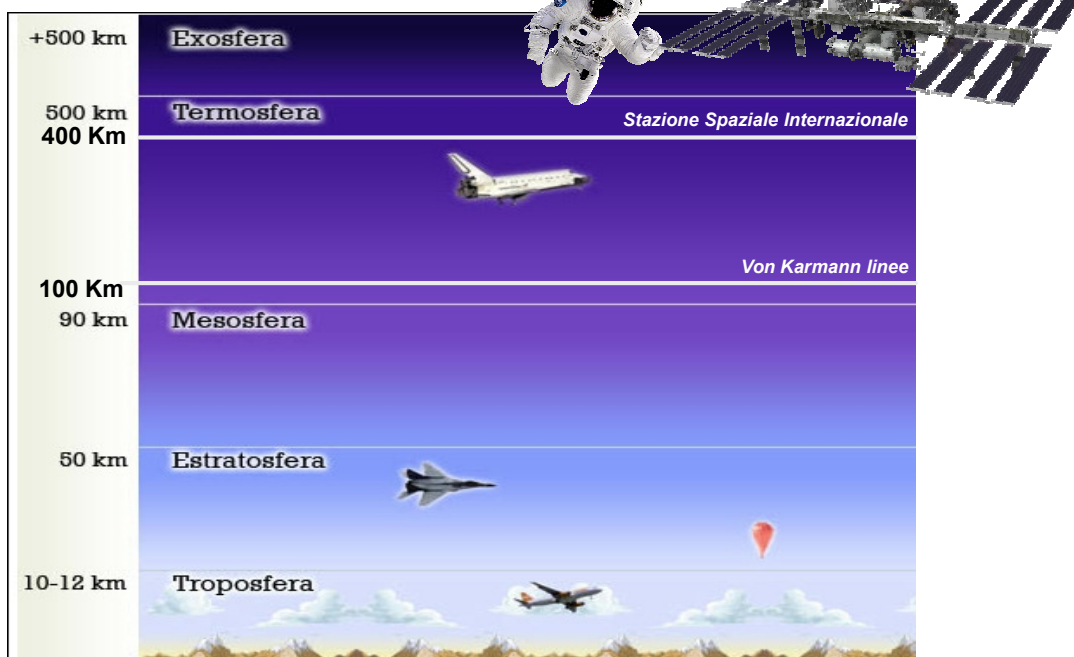 +500 km Exosfera
500 km Termosfera
Stazione Spaziale Internazionale
400 Km
Von Karmann linee
100 Km
90 km Mesosfera
50 km Estratosfera
10-12 km Troposfera